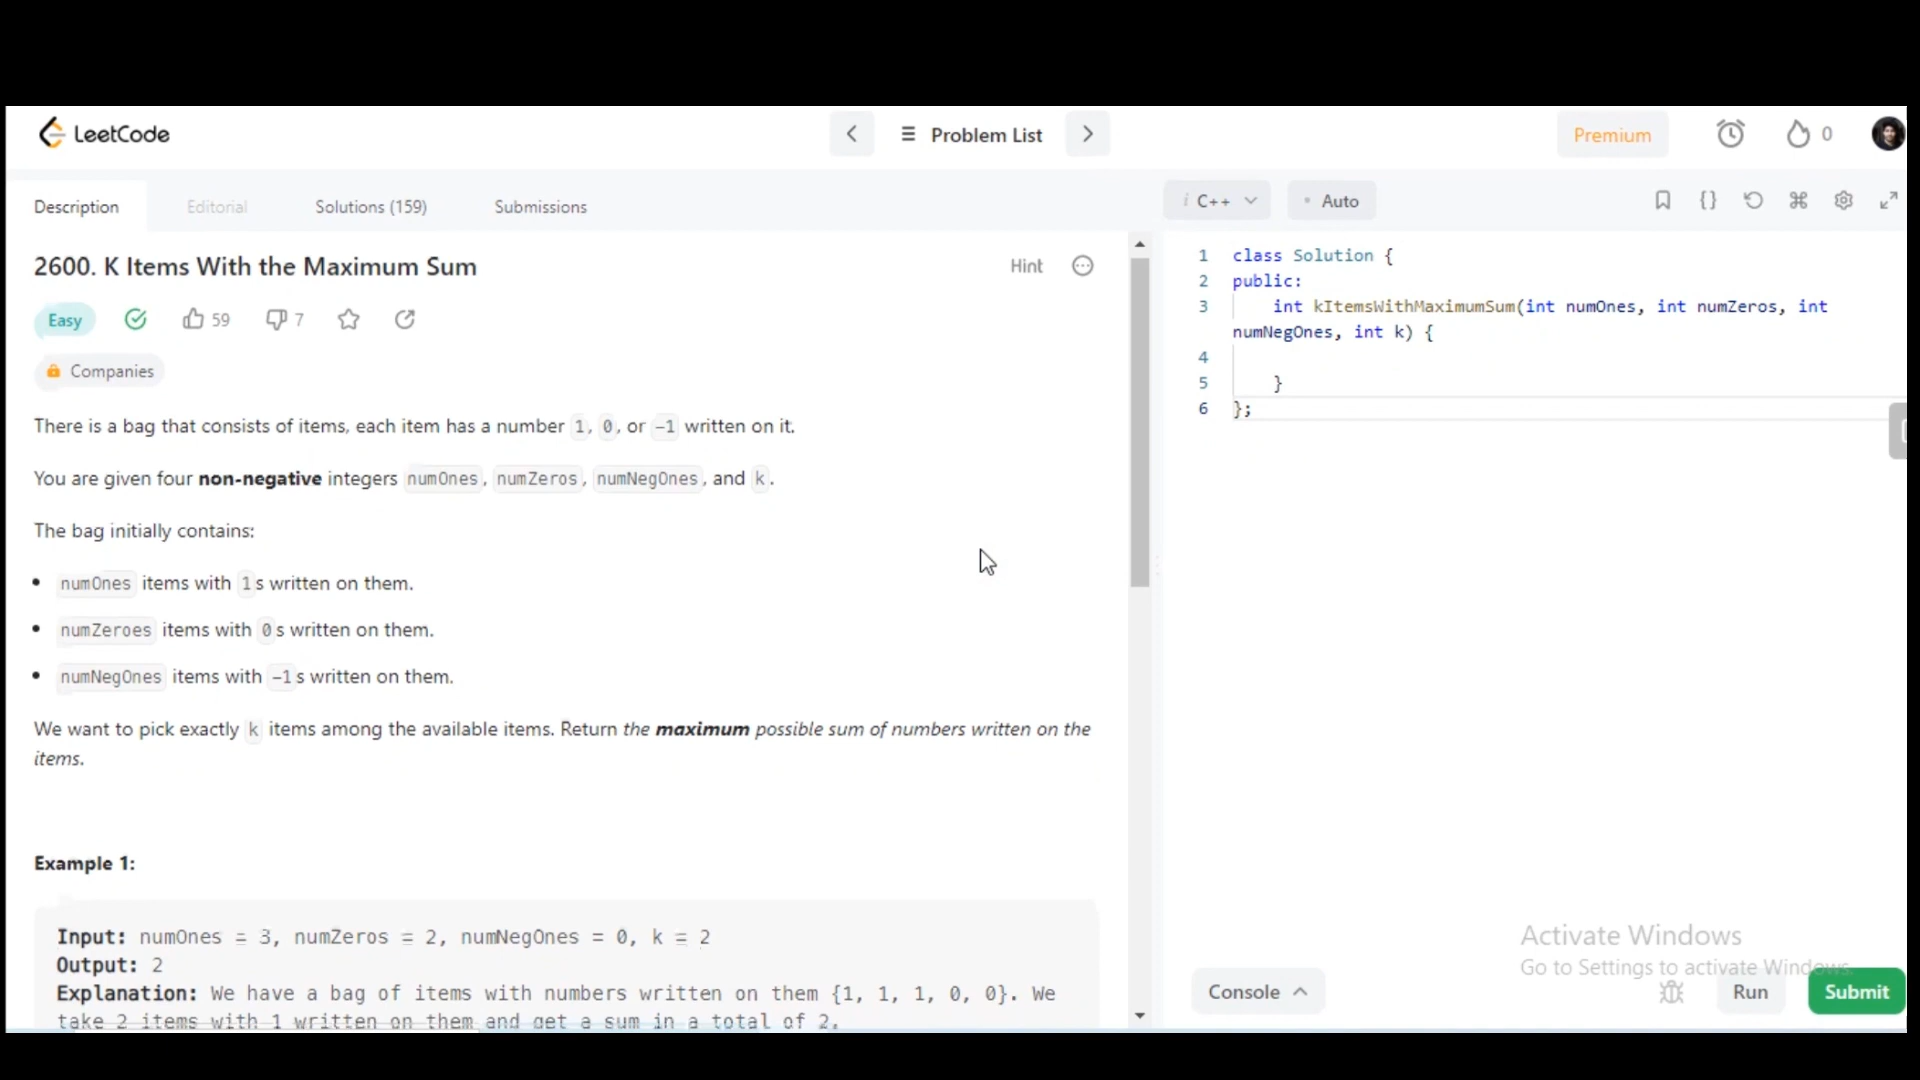 LeetCode
Problem List
Premium
0
Description
Editorial
Solutions (159)
Submissions
i C++
Auto
2600. K Items With the Maximum Sum
Hint
Easy
59
7
Companies
There is a bag that consists of items, each item has a number 1, 0, or -1 written on it.
You are given four non-negative integers numOnes, numZeros, numNegOnes, and k.
The bag initially contains:
• numOnes items with 1s written on them.
• numZeroes items with 0s written on them.
• numNegOnes items with -1s written on them.
We want to pick exactly k items among the available items. Return the maximum possible sum of numbers written on the
items.
Example 1:
Input: numOnes = 3, numZeros = 2, numNegOnes = 0, k = 2
Output: 2
Explanation: We have a bag of items with numbers written on them {1, 1, 1, 0, 0}. We
take 2 items with 1 written on them and get a sum in a total of 2.
1 class Solution {
2 public:
3 int kItemsWithMaximumSum(int numOnes, int numZeros, int
numNegOnes, int k) {
4
5 }
6 };
Activate Windows
Go to Settings to activate Windows.
Console
Run
Submit